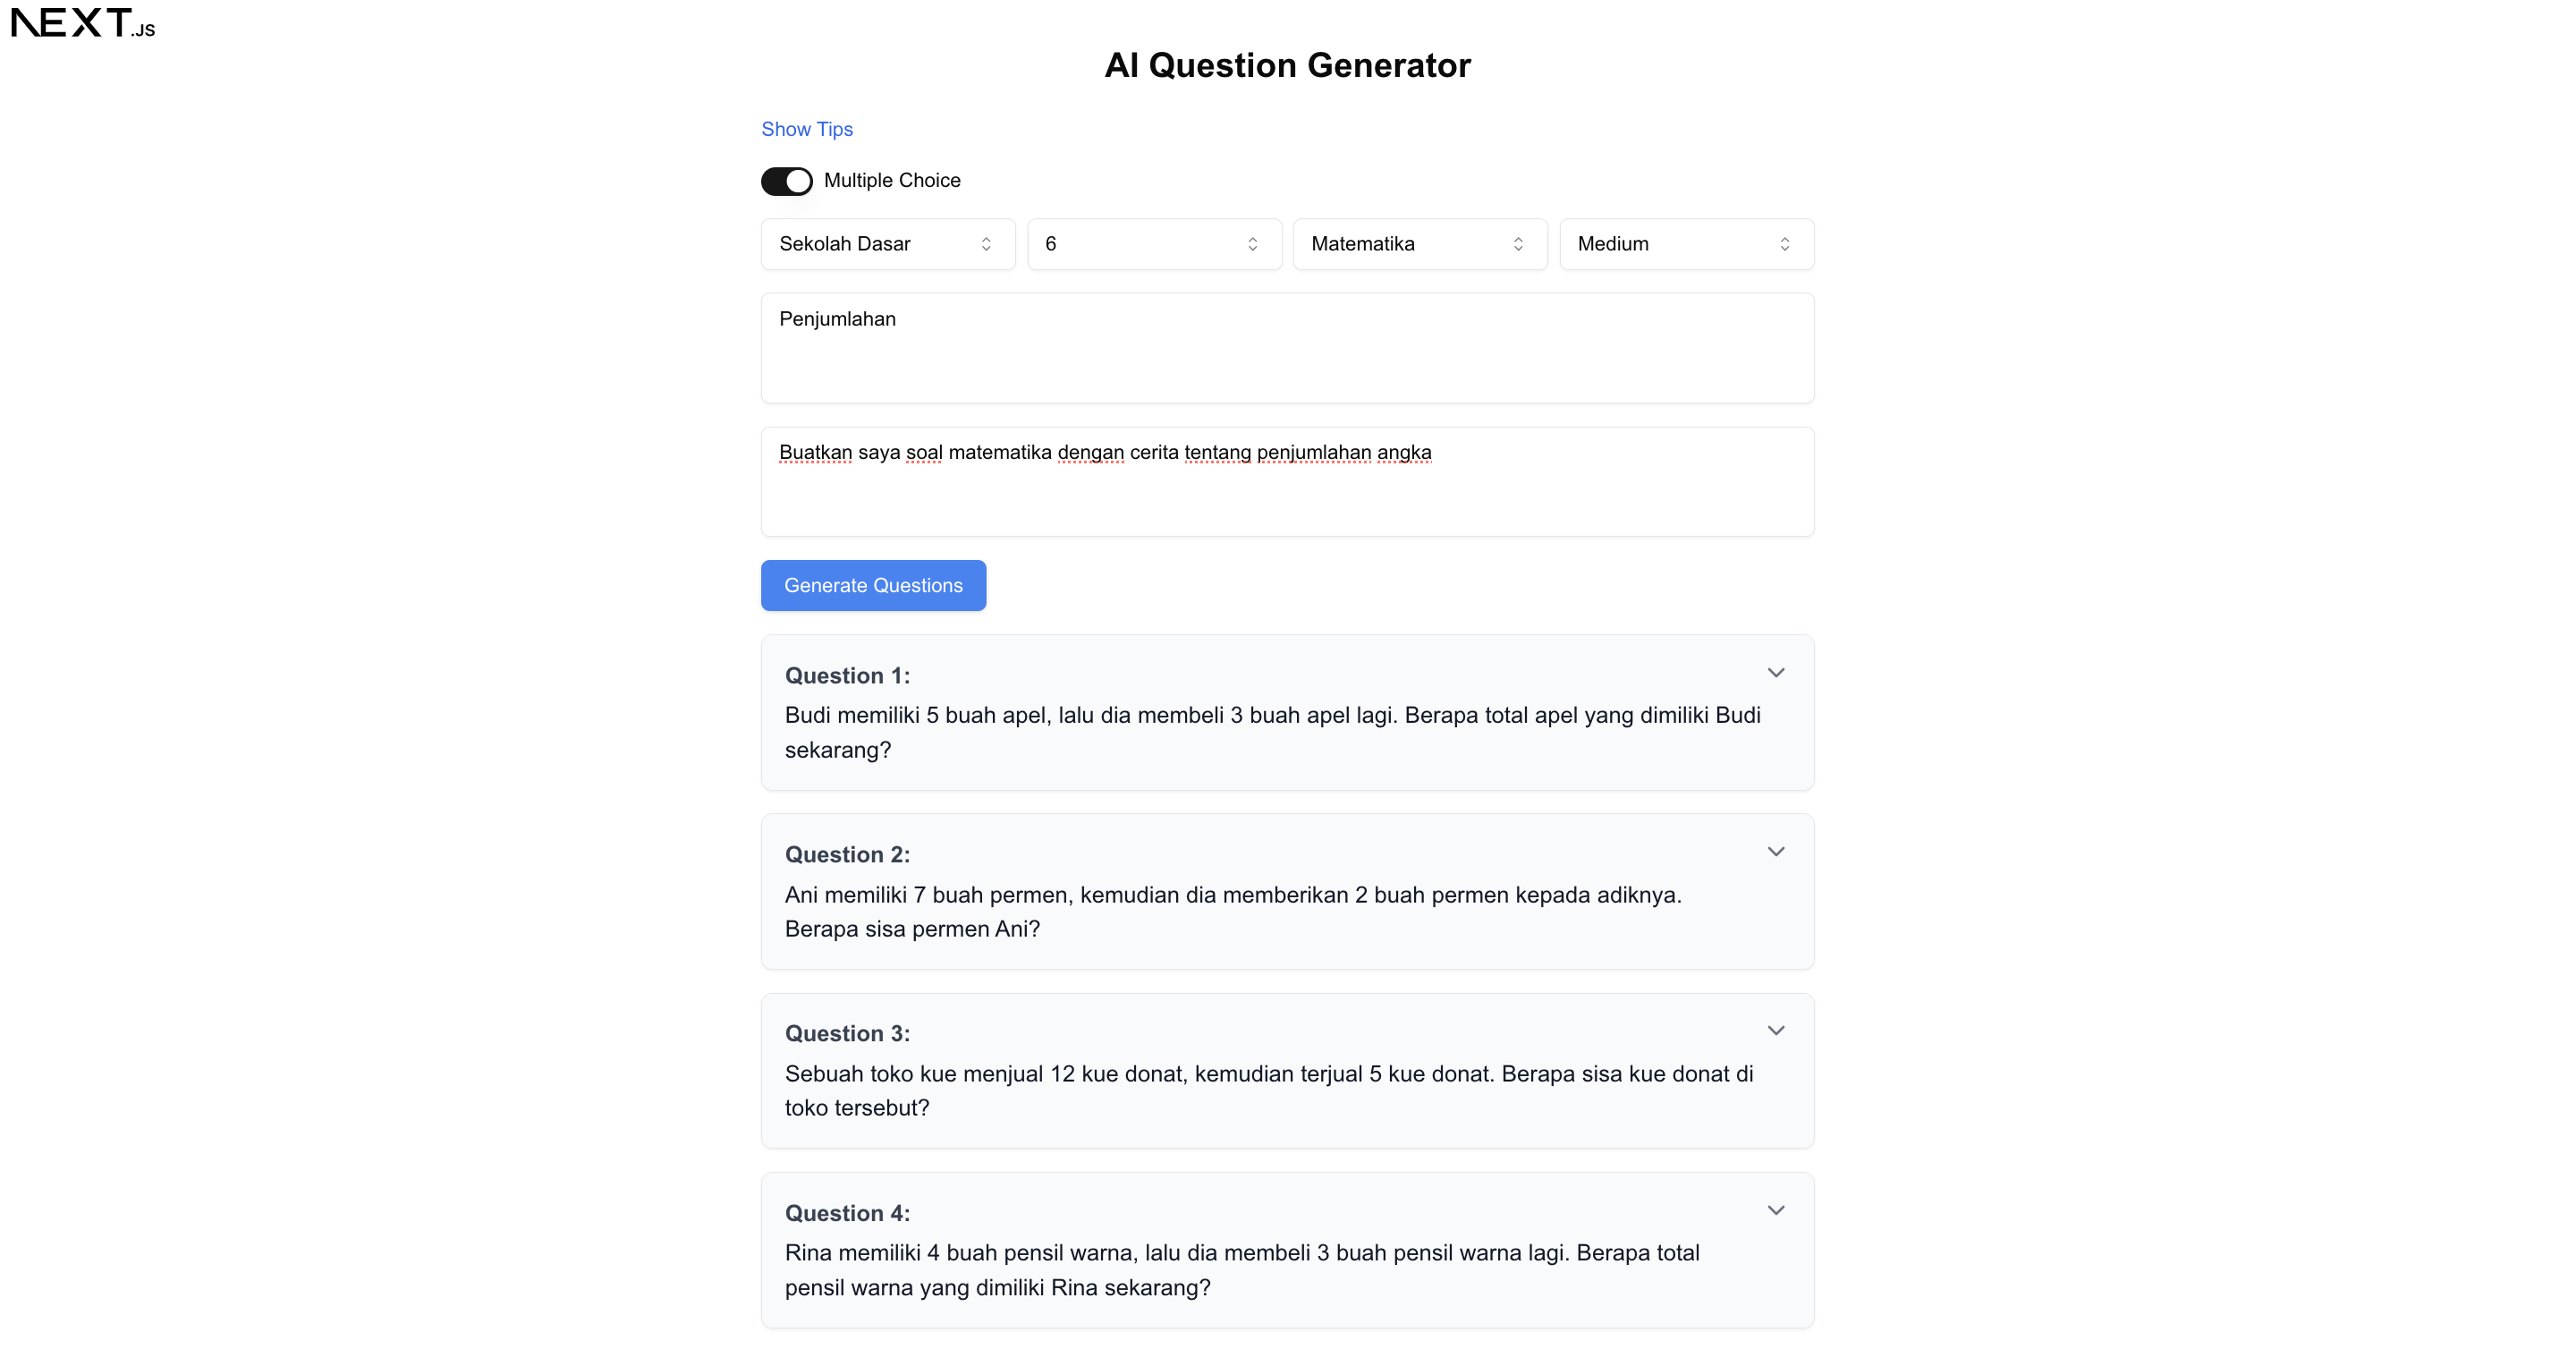 NEXT.JS
AI Question Generator
Show Tips
Multiple Choice
Sekolah Dasar
6
Matematika
Medium
Penjumlahan
Buatkan saya soal matematika dengan cerita tentang penjumlahan angka
Generate Questions
Question 1:
Budi memiliki 5 buah apel, lalu dia membeli 3 buah apel lagi. Berapa total apel yang dimiliki Budi
sekarang?
Question 2:
Ani memiliki 7 buah permen, kemudian dia memberikan 2 buah permen kepada adiknya.
Berapa sisa permen Ani?
Question 3:
Sebuah toko kue menjual 12 kue donat, kemudian terjual 5 kue donat. Berapa sisa kue donat di
toko tersebut?
Question 4:
Rina memiliki 4 buah pensil warna, lalu dia membeli 3 buah pensil warna lagi. Berapa total
pensil warna yang dimiliki Rina sekarang?